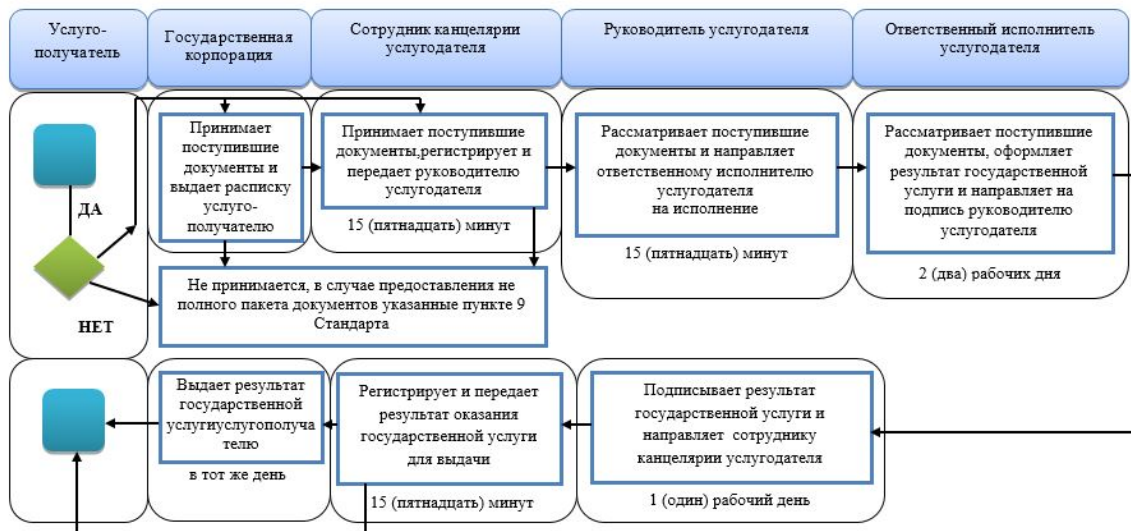 Услуго-
получатель
Государственная
корпорация
Сотрудник канцелярии
услугодателя
Руководитель услугодателя
Ответственный исполнитель
услугодателя
ДА
НЕТ
Принимает
поступившие
документы и
выдает расписку
услуго-
получателю
Принимает поступившие
документы,регистрирует и
передает руководителю
услугодателя
15 (пятнадцать) минут
Рассматривает поступившие
документы и направляет
ответственному исполнителю
услугодателя
на исполнение
15 (пятнадцать) минут
Рассматривает поступившие
документы, оформляет
результат государственной
услуги и направляет на
подпись руководителю
услугодателя
2 (два) рабочих дня
Не принимается, в случае предоставления не
полного пакета документов указанные пункте 9
Стандарта
Выдает результат
государственной
услугиуслугополуча
телю
в тот же день
Регистрирует и передает
результат оказания
государственной услуги
для выдачи
15 (пятнадцать) минут
Подписывает результат
государственной услуги и
направляет сотруднику
канцелярии услугодателя
1 (один) рабочий день